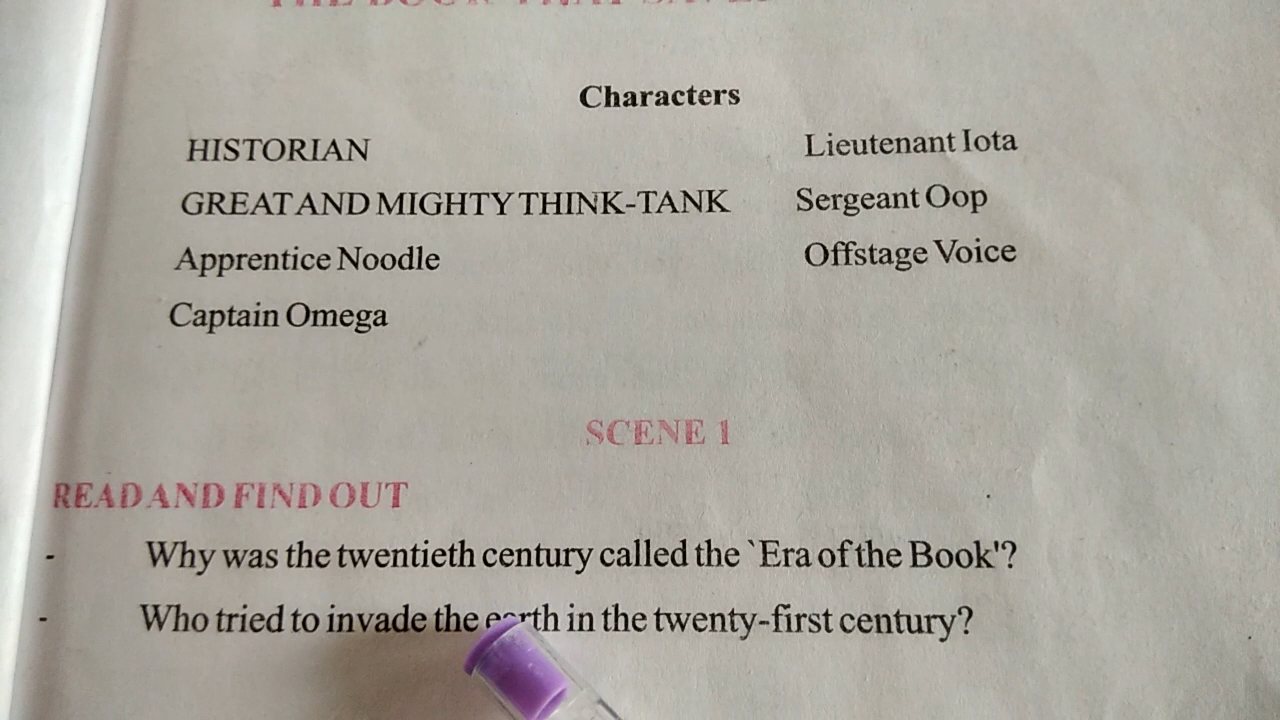 Characters
HISTORIAN
Lieutenant Iota
GREAT AND MIGHTY THINK-TANK
Sergeant Oop
Apprentice Noodle
Offstage Voice
Captain Omega
SCENE 1
READ AND FIND OUT
- Why was the twentieth century called the `Era of the Book'?
- Who tried to invade the earth in the twenty-first century?